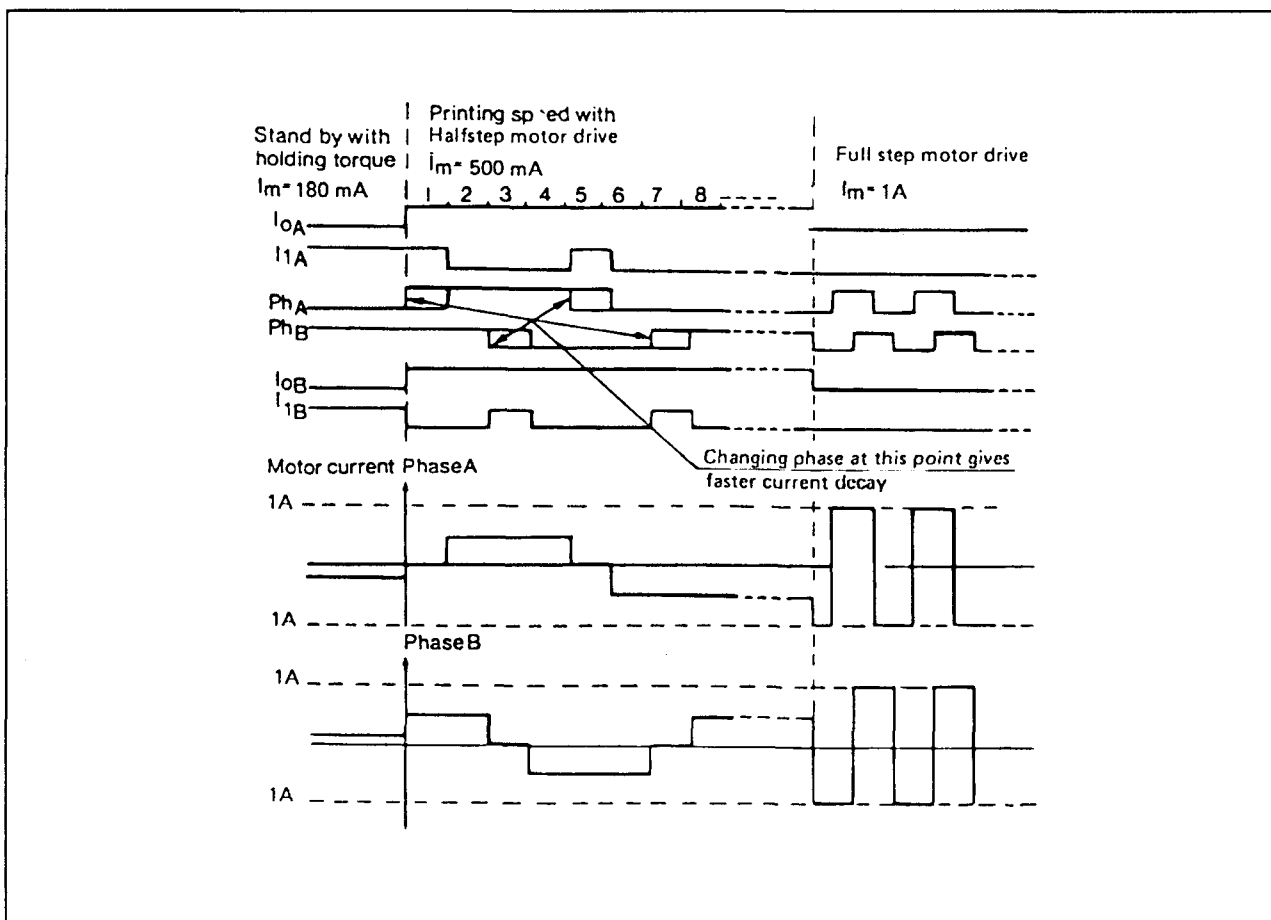 Stand by with
holding torque
Im= 180 mA
Printing sp ed with
Halfstep motor drive
Im= 500 mA
Full step motor drive
Im= 1A
1 2 3 4 5 6 7 8
IoA
I1A
PhA
PhB
IoB
I1B
Changing phase at this point gives
faster current decay
Motor current Phase A
1A
1A
Phase B
1A
1A